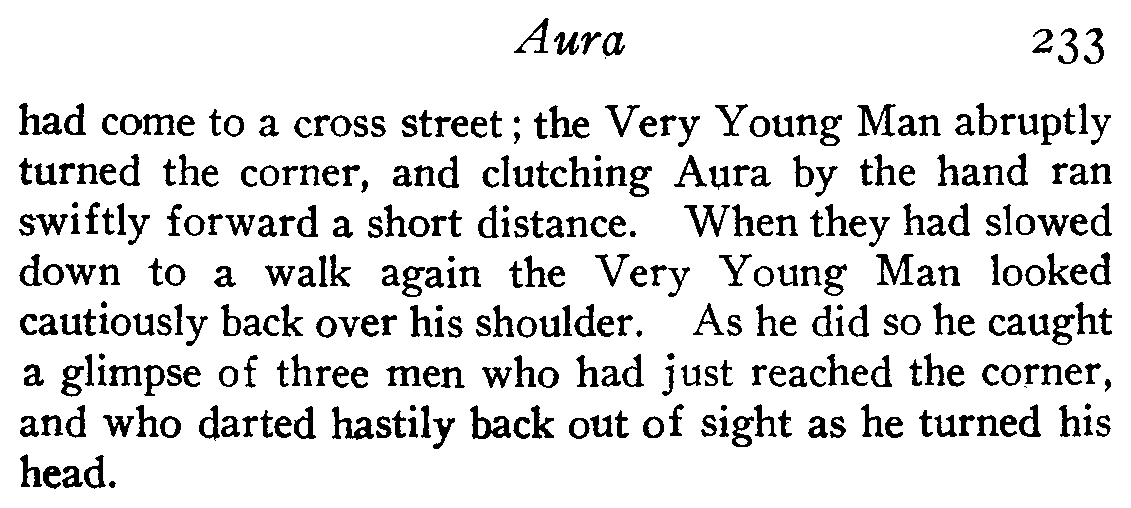 Aura 233
had come to a cross street; the Very Young Man abruptly
turned the corner, and clutching Aura by the hand ran
swiftly forward a short distance. When they had slowed
down to a walk again the Very Young Man looked
cautiously back over his shoulder. As he did so he caught
a glimpse of three men who had just reached the corner,
and who darted hastily back out of sight as he turned his
head.